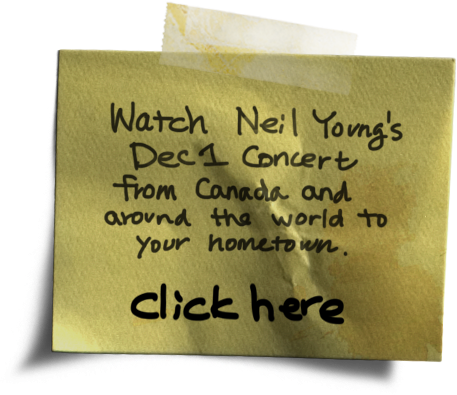 Watch Neil Young's
Dec 1 Concert
from Canada and
around the world to
your hometown.
click here